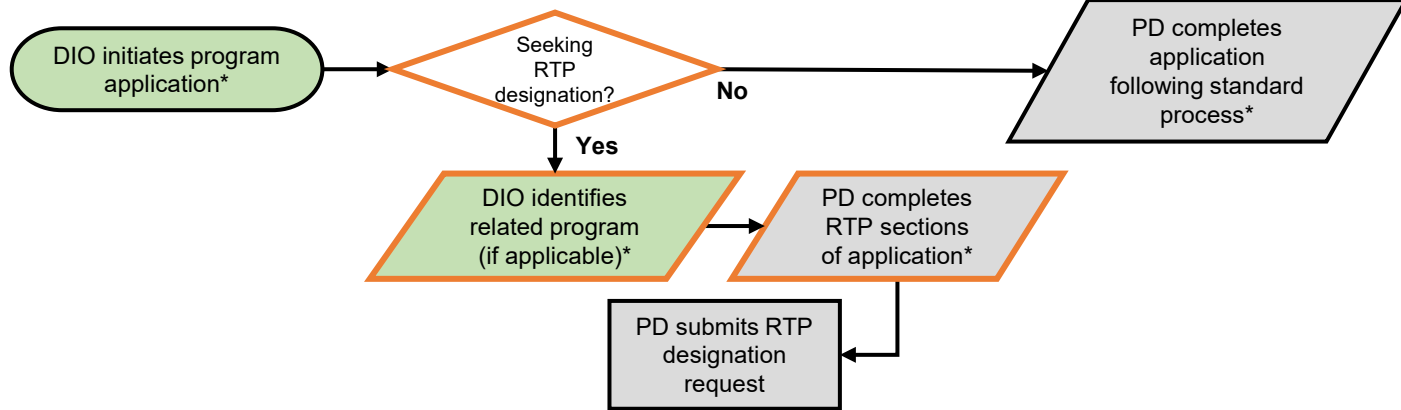 DIO initiates program
application*
Seeking
RTP
designation?
No
PD completes
application
following standard
process*
Yes
DIO identifies
related program
(if applicable)*
PD completes
RTP sections
of application*
PD submits RTP
designation
request